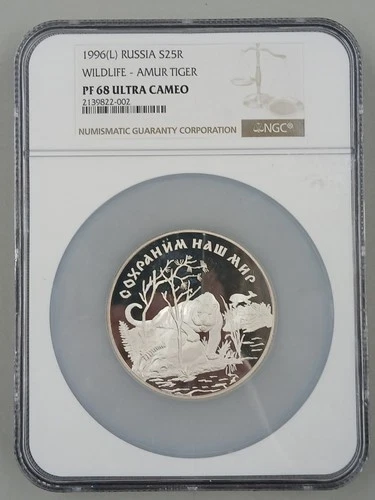 1996(L) RUSSIA S25R
WILDLIFE - AMUR TIGER
PF 68 ULTRA CAMEO
2139822-002
NUMISMATIC GUARANTY CORPORATION
NGC®
СОХРАНИМ НАШ МИР